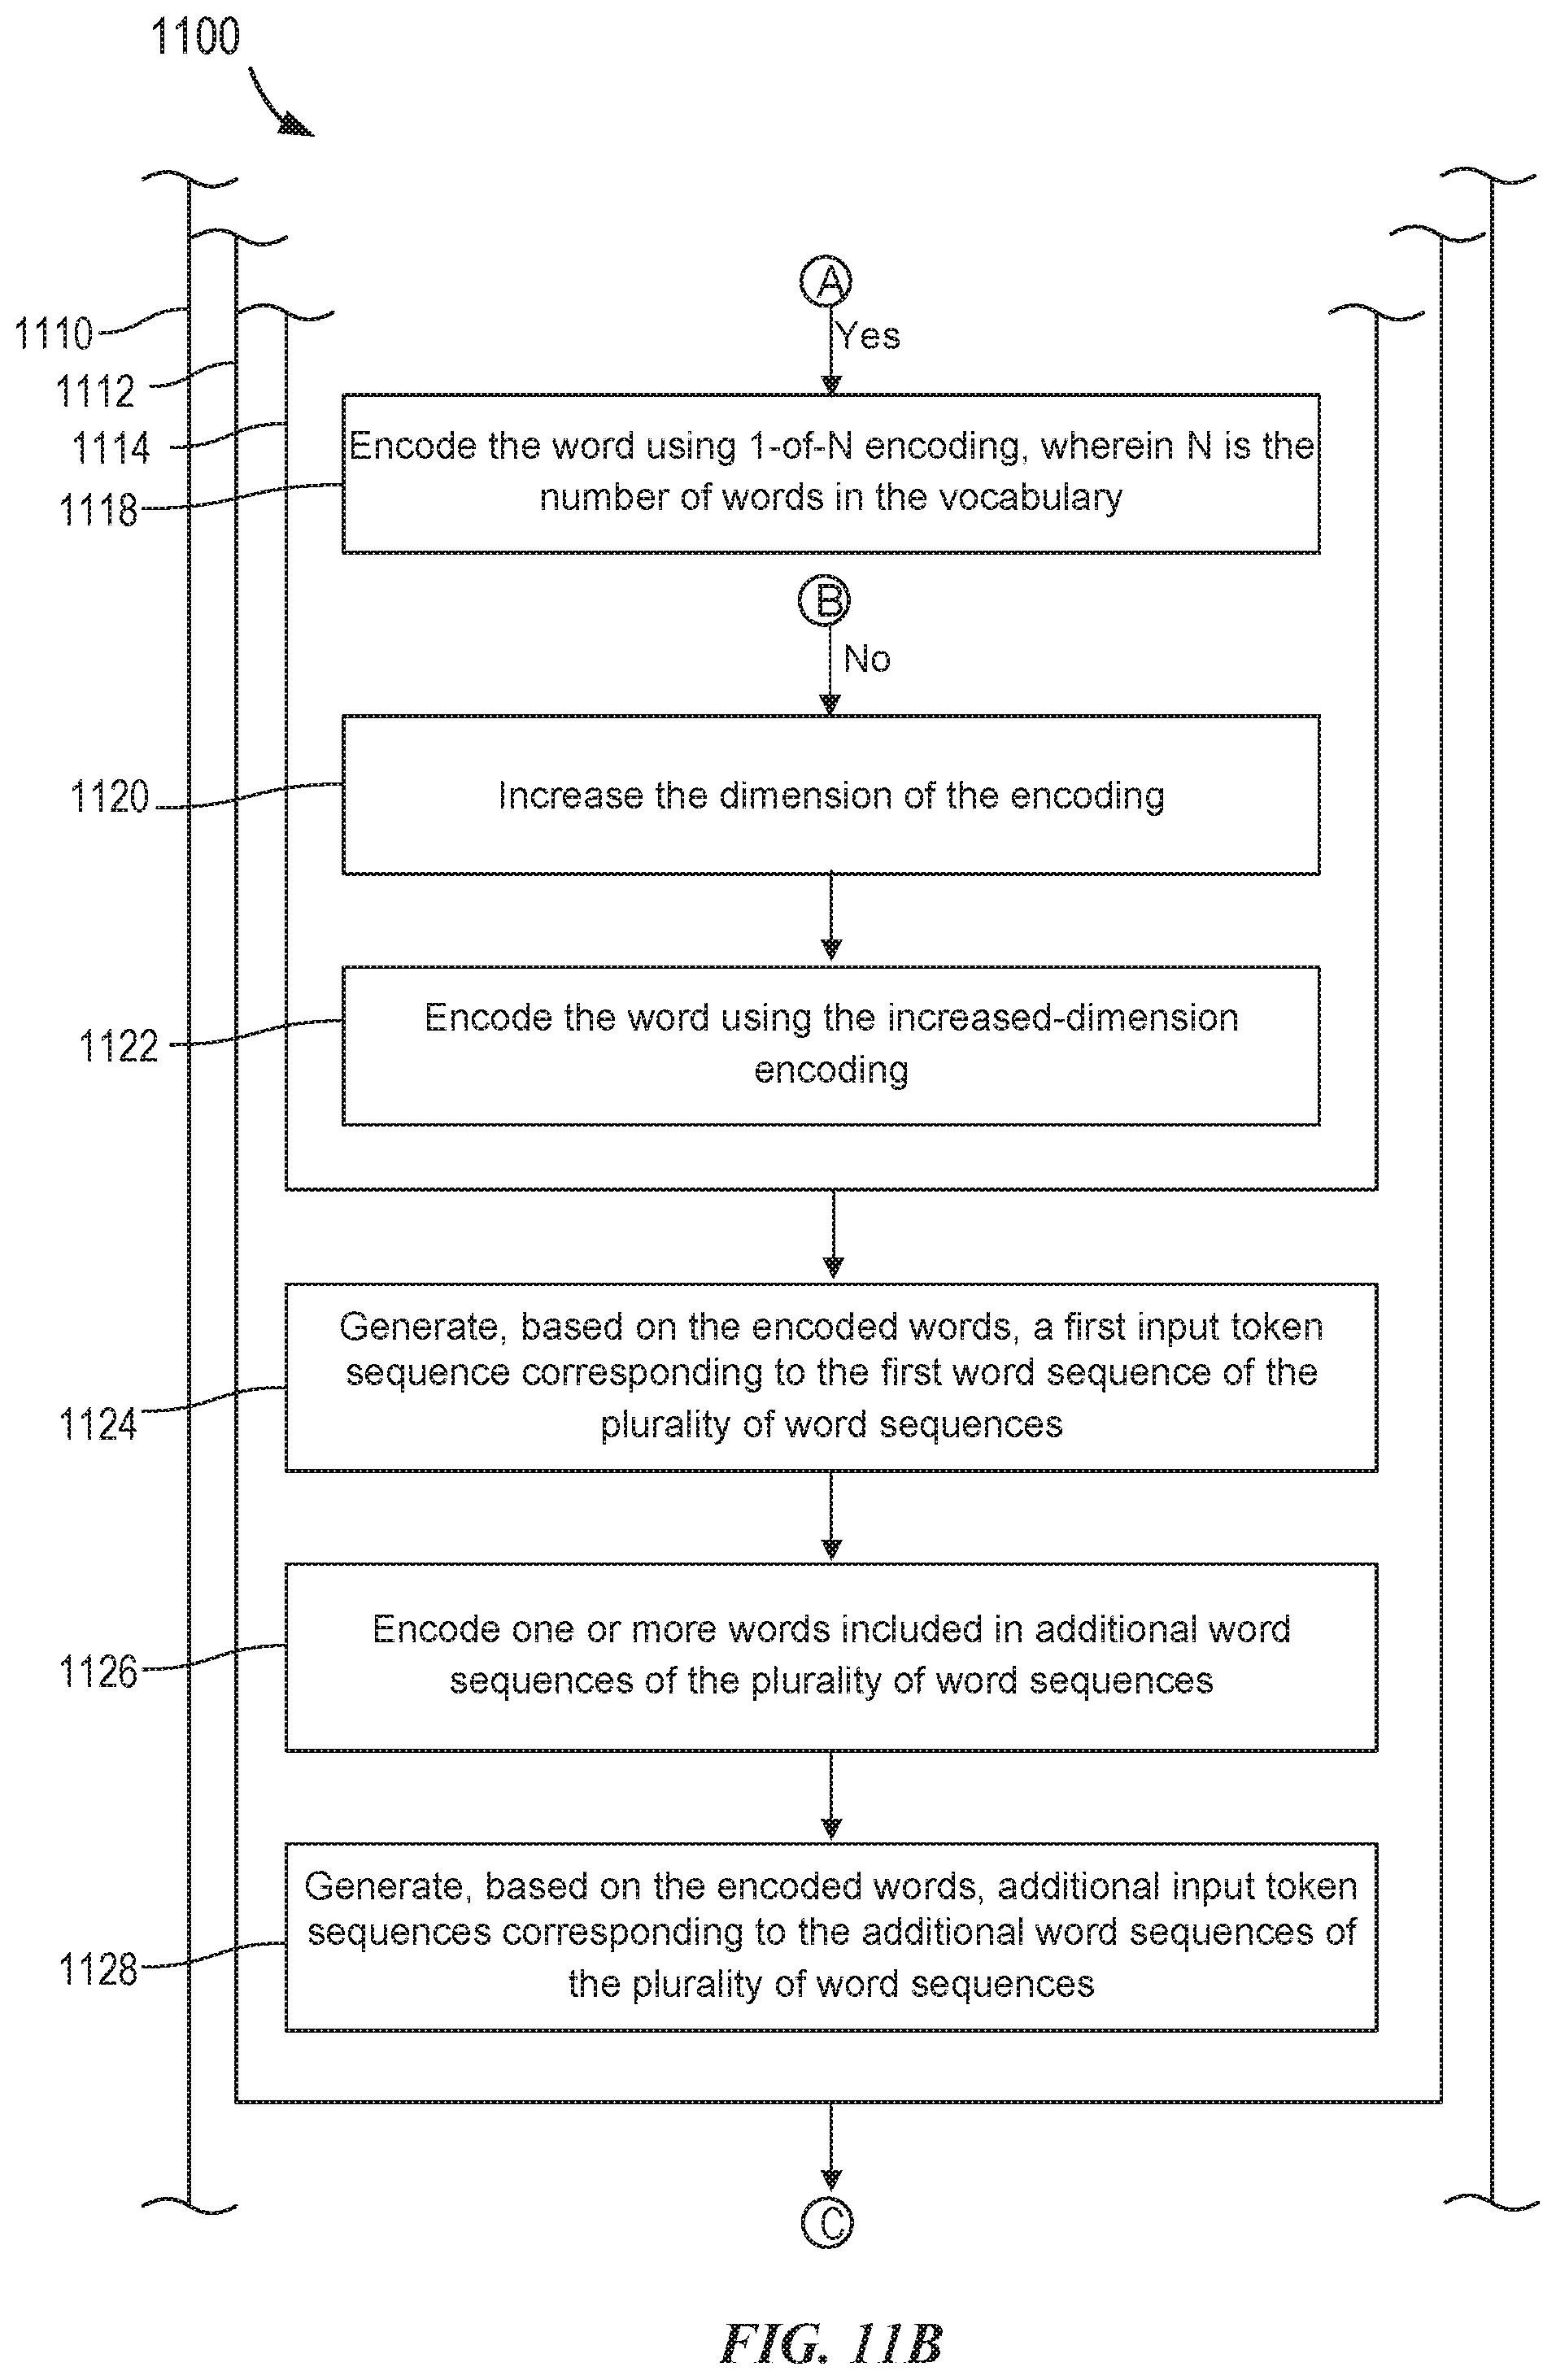 1100
A
Yes
1110
1112
1114
1118
Encode the word using 1-of-N encoding, wherein N is the
number of words in the vocabulary
B
No
1120
Increase the dimension of the encoding
1122
Encode the word using the increased-dimension
encoding
1124
Generate, based on the encoded words, a first input token
sequence corresponding to the first word sequence of the
plurality of word sequences
1126
Encode one or more words included in additional word
sequences of the plurality of word sequences
1128
Generate, based on the encoded words, additional input token
sequences corresponding to the additional word sequences of
the plurality of word sequences
C
FIG. 11B